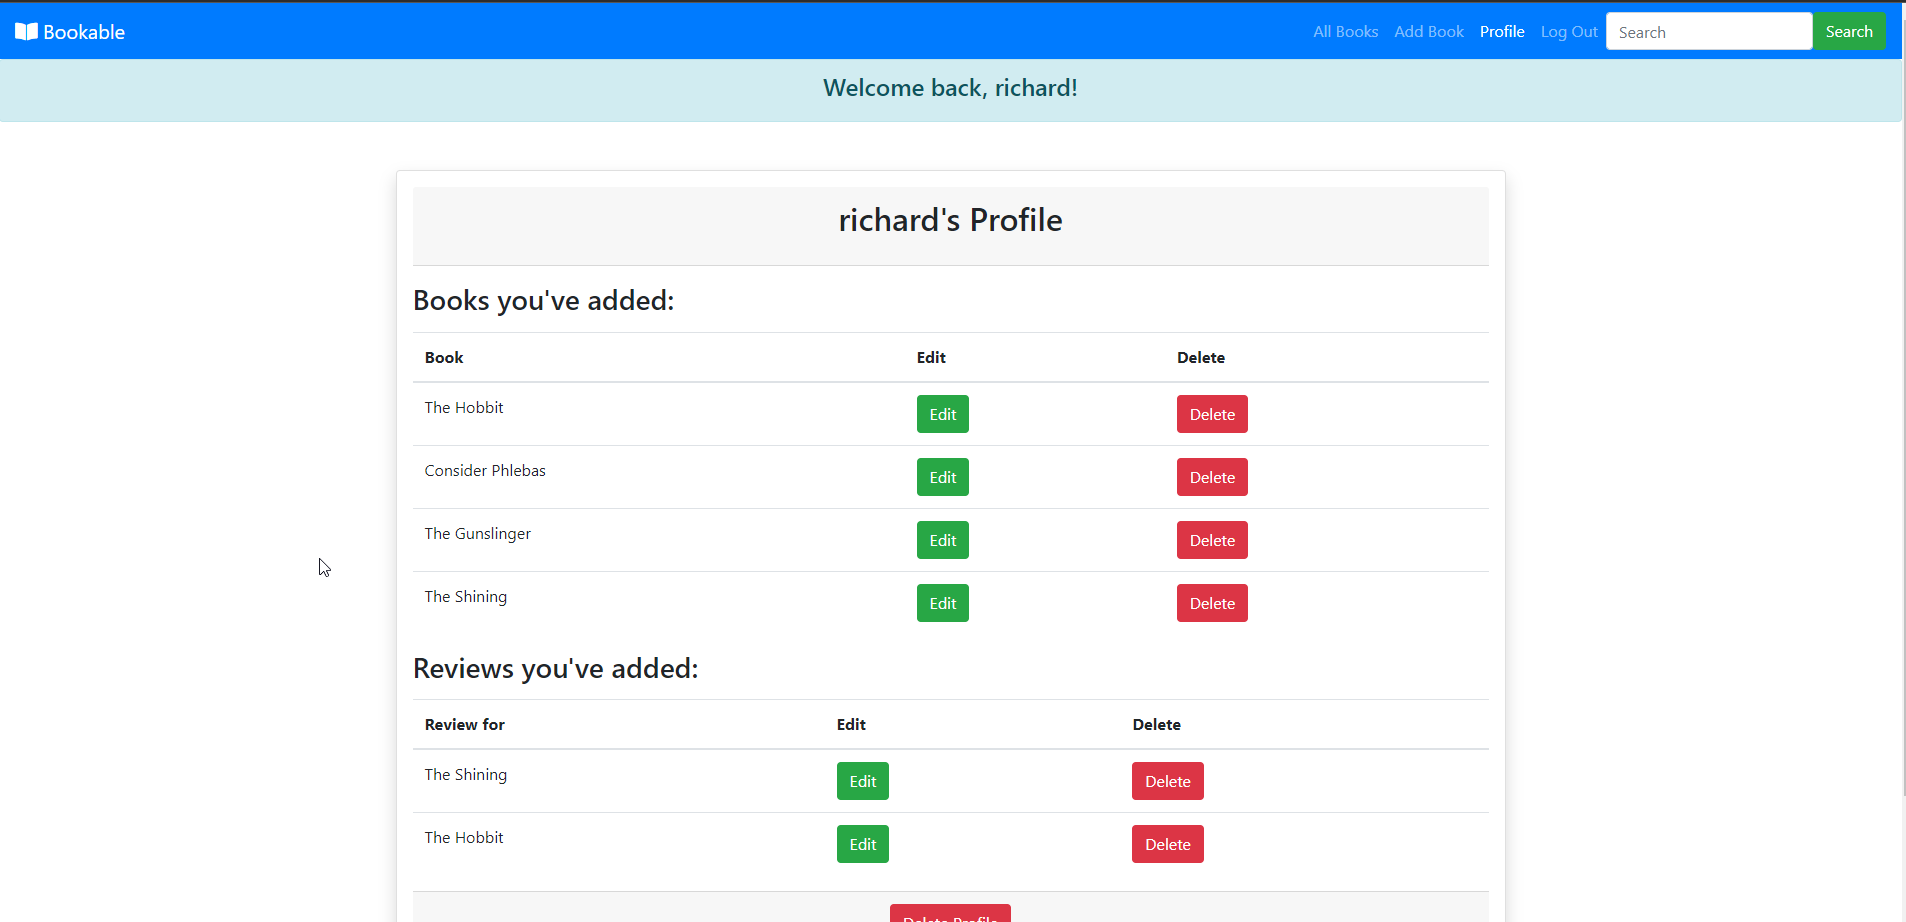 Bookable All Books Add Book Profile Log Out Search Search
Welcome back, richard!
richard's Profile
Books you've added:
Book Edit Delete
The Hobbit Edit Delete
Consider Phlebas Edit Delete
The Gunslinger Edit Delete
The Shining Edit Delete
Reviews you've added:
Review for Edit Delete
The Shining Edit Delete
The Hobbit Edit Delete
Delete Profile